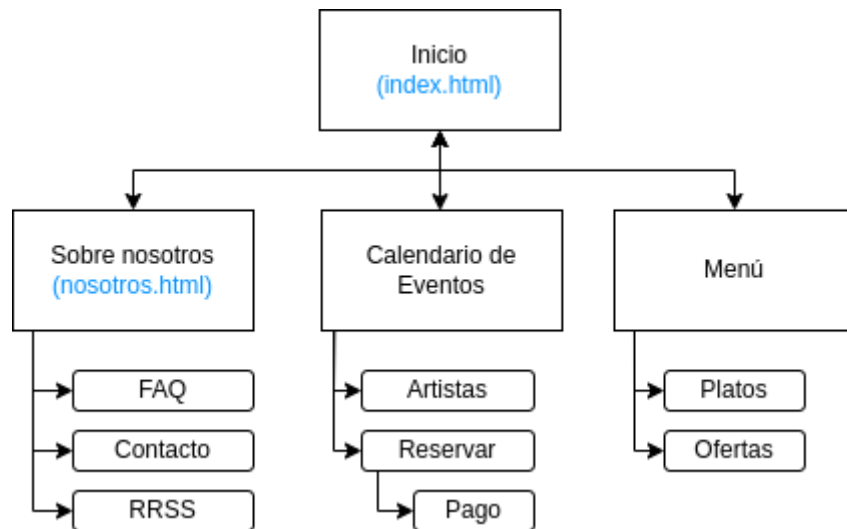 Inicio
(index.html)
Sobre nosotros
(nosotros.html)
Calendario de
Eventos
Menú
FAQ
Contacto
RRSS
Artistas
Reservar
Pago
Platos
Ofertas